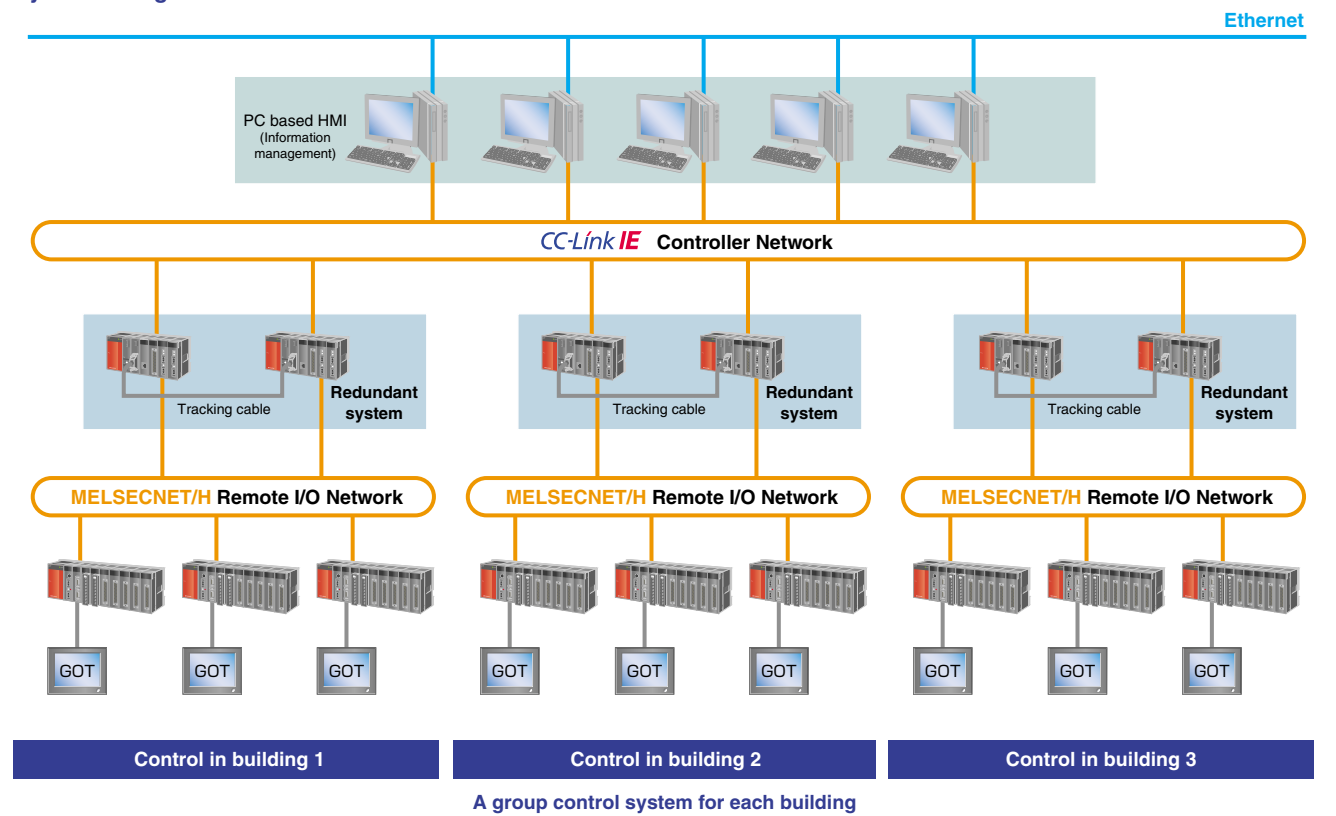 Ethernet
PC based HMI
(Information
management)
CC-Link IE Controller Network
Redundant
system
Tracking cable
Redundant
system
Tracking cable
Redundant
system
Tracking cable
MELSECNET/H Remote I/O Network
MELSECNET/H Remote I/O Network
MELSECNET/H Remote I/O Network
GOT
GOT
GOT
GOT
GOT
GOT
GOT
GOT
GOT
Control in building 1
Control in building 2
Control in building 3
A group control system for each building